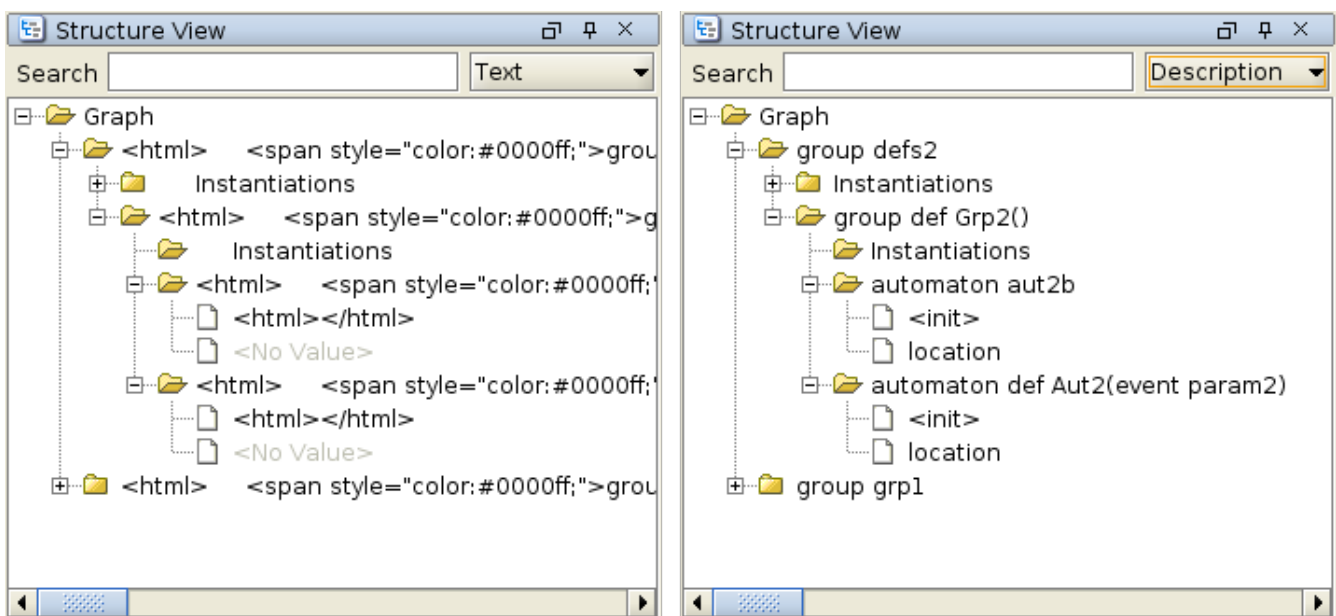 Structure View
Search
Text
Graph
<html> <span style="color:#0000ff;">grou
Instantiations
<html> <span style="color:#0000ff;">g
Instantiations
<html> <span style="color:#0000ff;"
<html></html>
<No Value>
<html> <span style="color:#0000ff;"
<html></html>
<No Value>
<html> <span style="color:#0000ff;">grou
Structure View
Search
Description
Graph
group defs2
Instantiations
group def Grp2()
Instantiations
automaton aut2b
<init>
location
automaton def Aut2(event param2)
<init>
location
group grp1